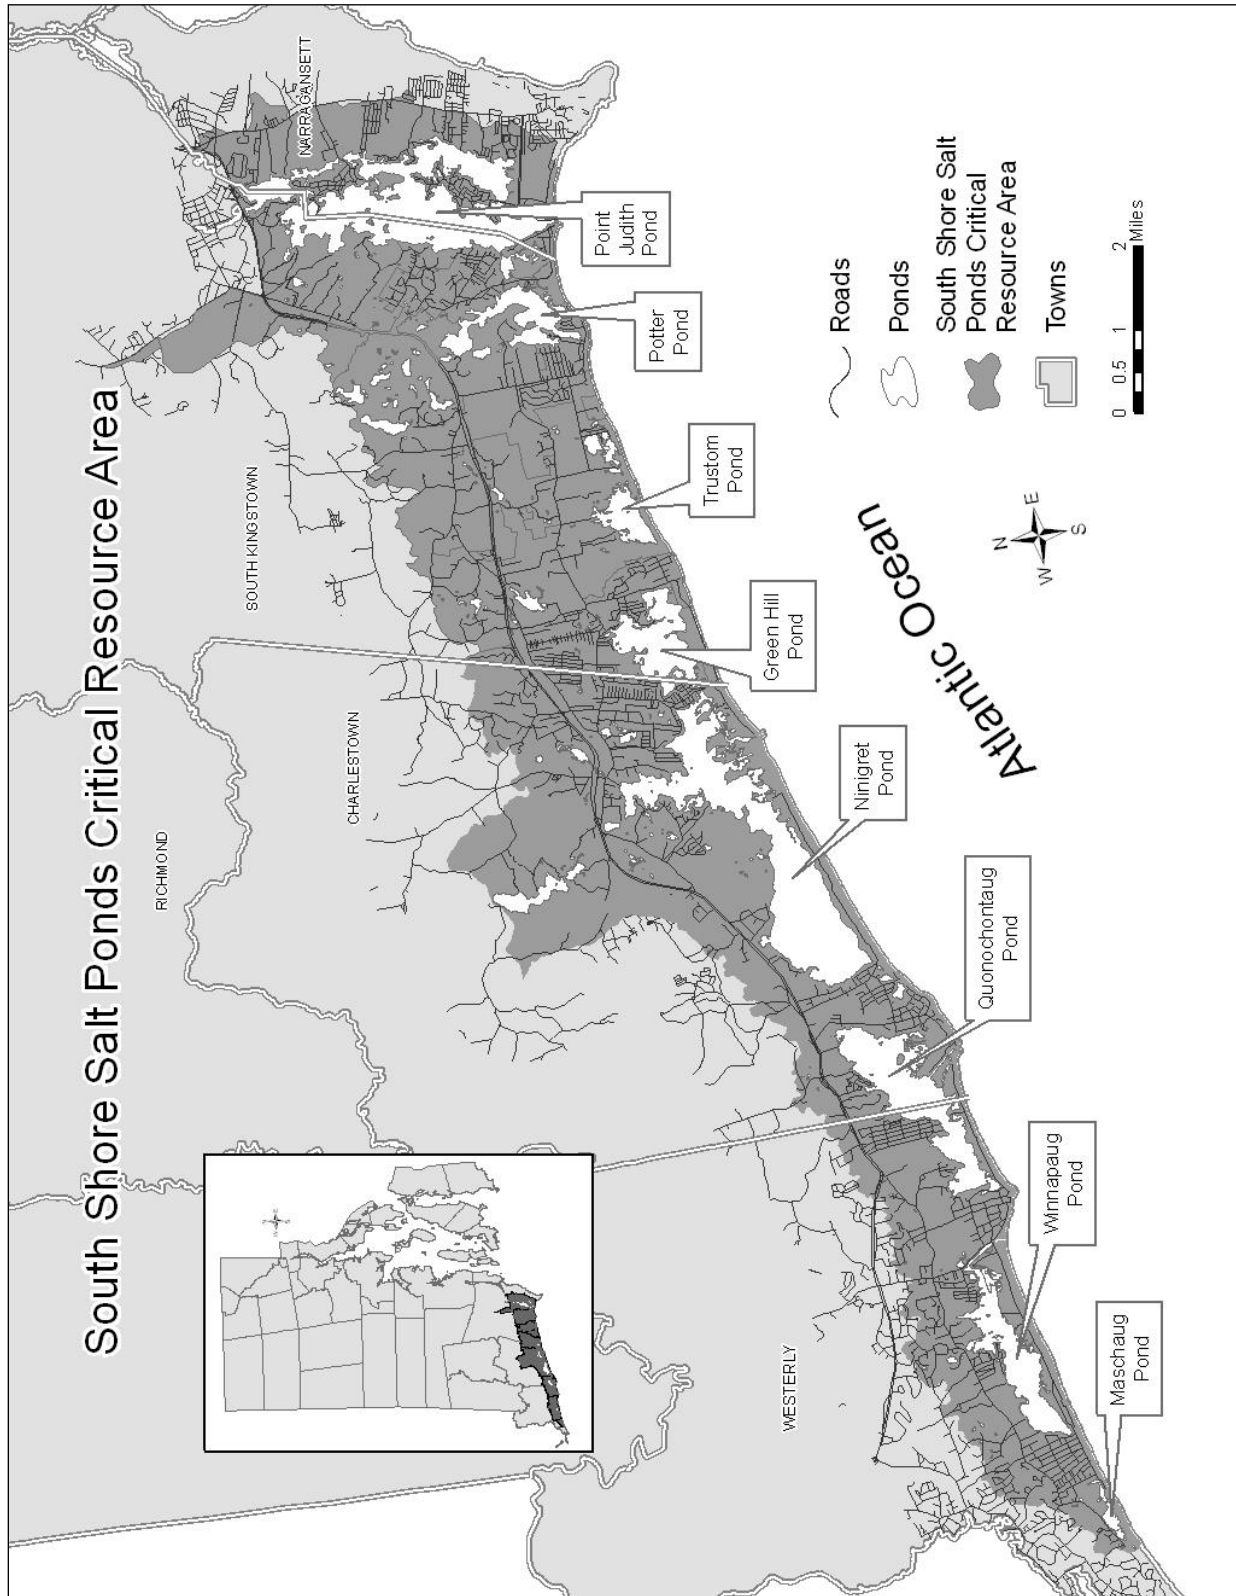 South Shore Salt Ponds Critical Resource Area
RICHMOND
SOUTH KINGSTOWN
NARRAGANSETT
CHARLESTOWN
WESTERLY
Maschaug
Pond
Winnapaug
Pond
Quonochontaug
Pond
Ninigret
Pond
Green Hill
Pond
Trustom
Pond
Potter
Pond
Point
Judith
Pond
Atlantic Ocean
N
W
E
S
Roads
Ponds
South Shore Salt
Ponds Critical
Resource Area
Towns
0 0.5 1 2
Miles